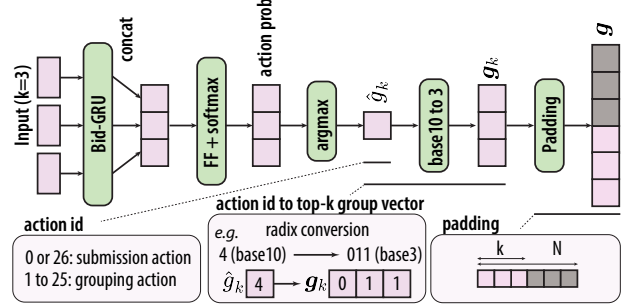 Input (k=3)
Bid-GRU
concat
FF + softmax
action prob
argmax
ĝₖ
base10 to 3
gₖ
Padding
g
action id
0 or 26: submission action
1 to 25: grouping action
action id to top-k group vector
e.g. radix conversion
4 (base10) → 011 (base3)
ĝₖ 4 → gₖ 0 1 1
padding
k N